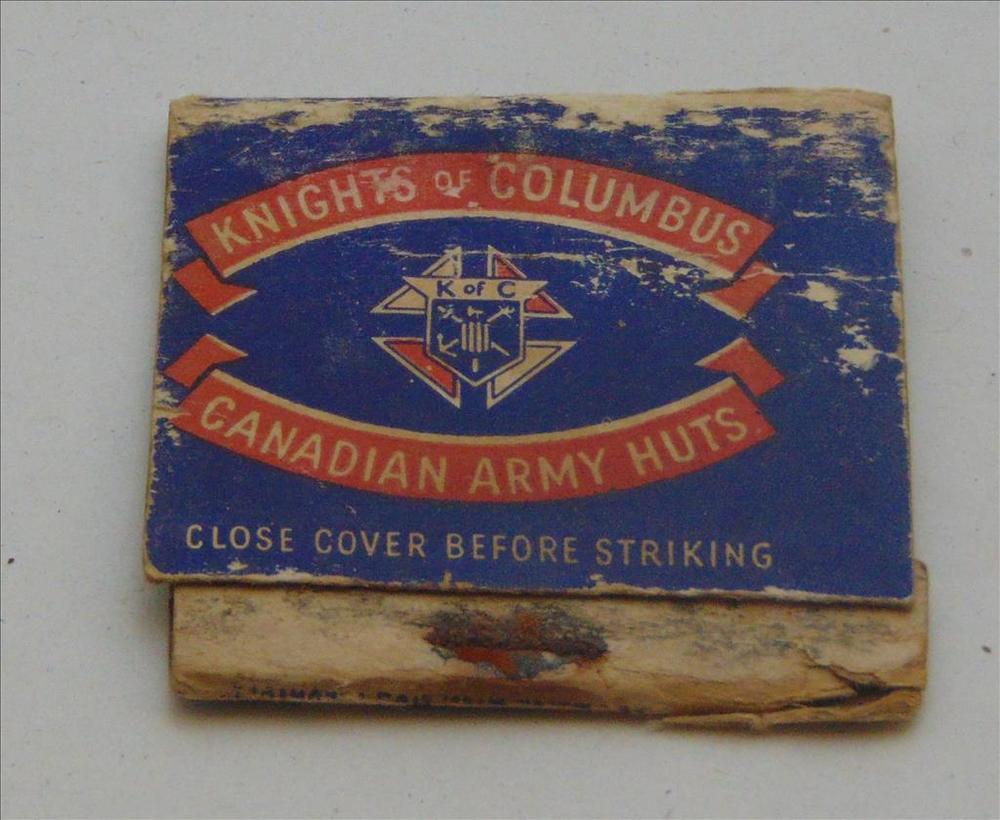 KNIGHTS OF COLUMBUS
K of C
CANADIAN ARMY HUTS
CLOSE COVER BEFORE STRIKING